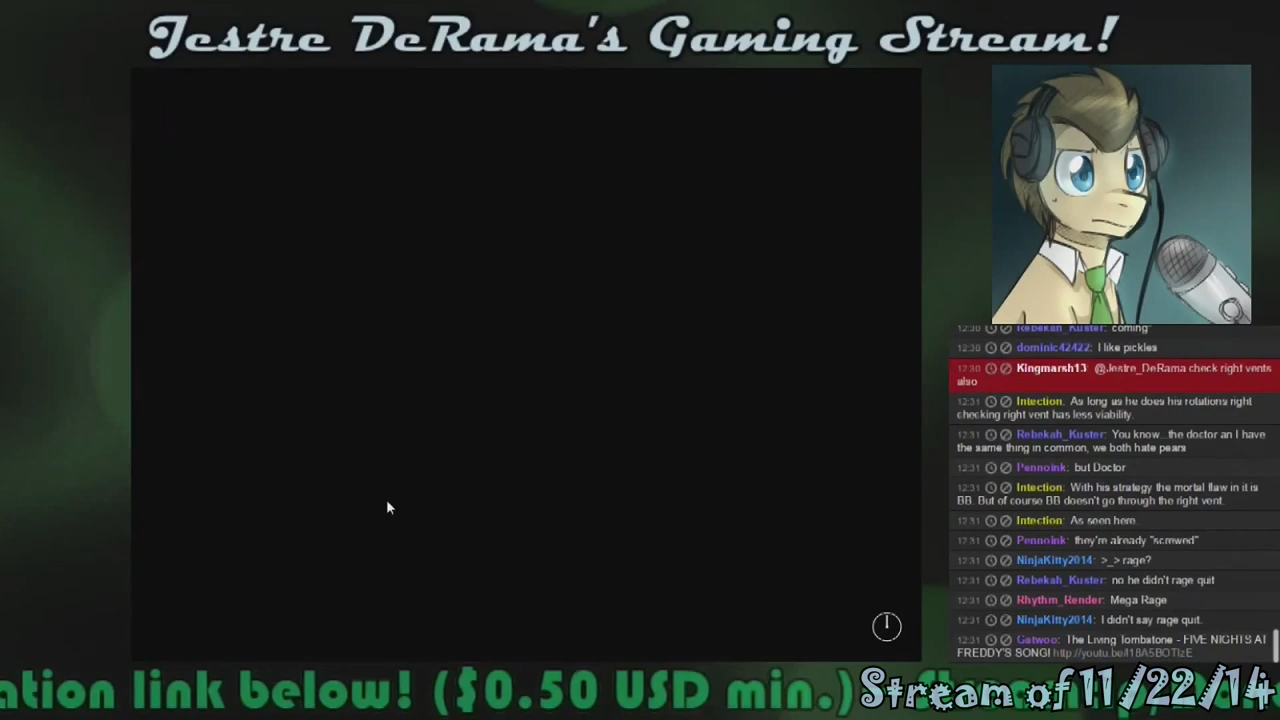 Jestre DeRama's Gaming Stream!
12:30 Rebekah_Kuster: coming"
12:30 dominic42422: I like pickles
12:30 Kingmarsh13: @Jestre_DeRama check right vents
also
12:31 Intection: As long as he does his rotations right
checking right vent has less viability.
12:31 Rebekah_Kuster: You know...the doctor an I have
the same thing in common, we both hate pears
12:31 Pennoink: but Doctor
12:31 Intection: With his strategy the mortal flaw in it is
BB. But of course BB doesn't go through the right vent.
12:31 Intection: As seen here.
12:31 Pennoink: they're already "screwed"
12:31 NinjaKitty2014: >_> rage?
12:31 Rebekah_Kuster: no he didn't rage quit
12:31 Rhythm_Render: Mega Rage
12:31 NinjaKitty2014: I didn't say rage quit.
12:31 Gatwoo: The Living Tombstone - FIVE NIGHTS AT
FREDDY'S SONG! http://youtu.be/l18A5BOTlzE
ation link below! ($0.50 USD min.)
Stream of 11/22/14